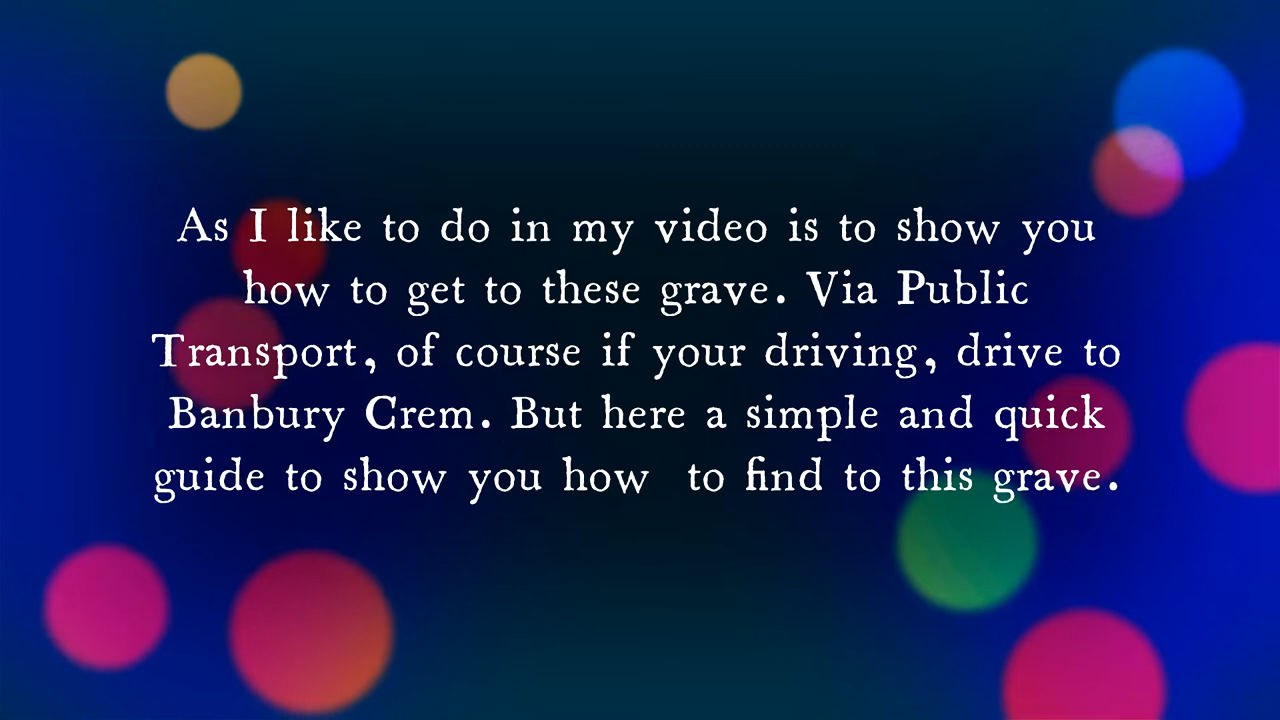 As I like to do in my video is to show you
how to get to these grave. Via Public
Transport, of course if your driving, drive to
Banbury Crem. But here a simple and quick
guide to show you how  to find to this grave.